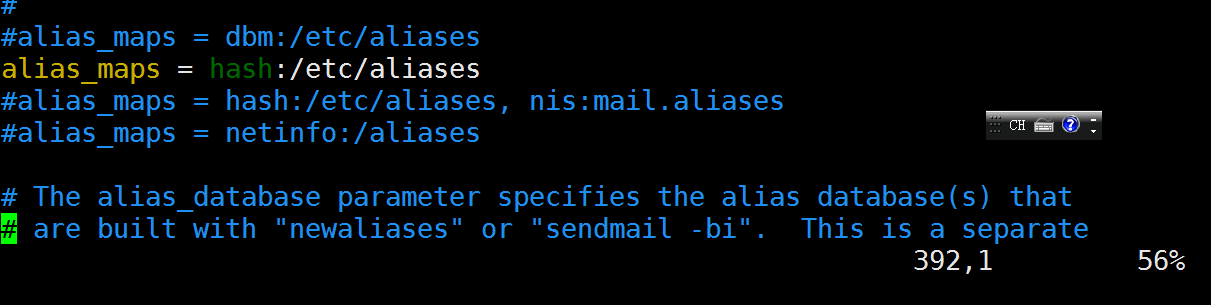 #
#alias_maps = dbm:/etc/aliases
alias_maps = hash:/etc/aliases
#alias_maps = hash:/etc/aliases, nis:mail.aliases
#alias_maps = netinfo:/aliases
CH ?
# The alias_database parameter specifies the alias database(s) that
# are built with "newaliases" or "sendmail -bi".  This is a separate
392,1 56%